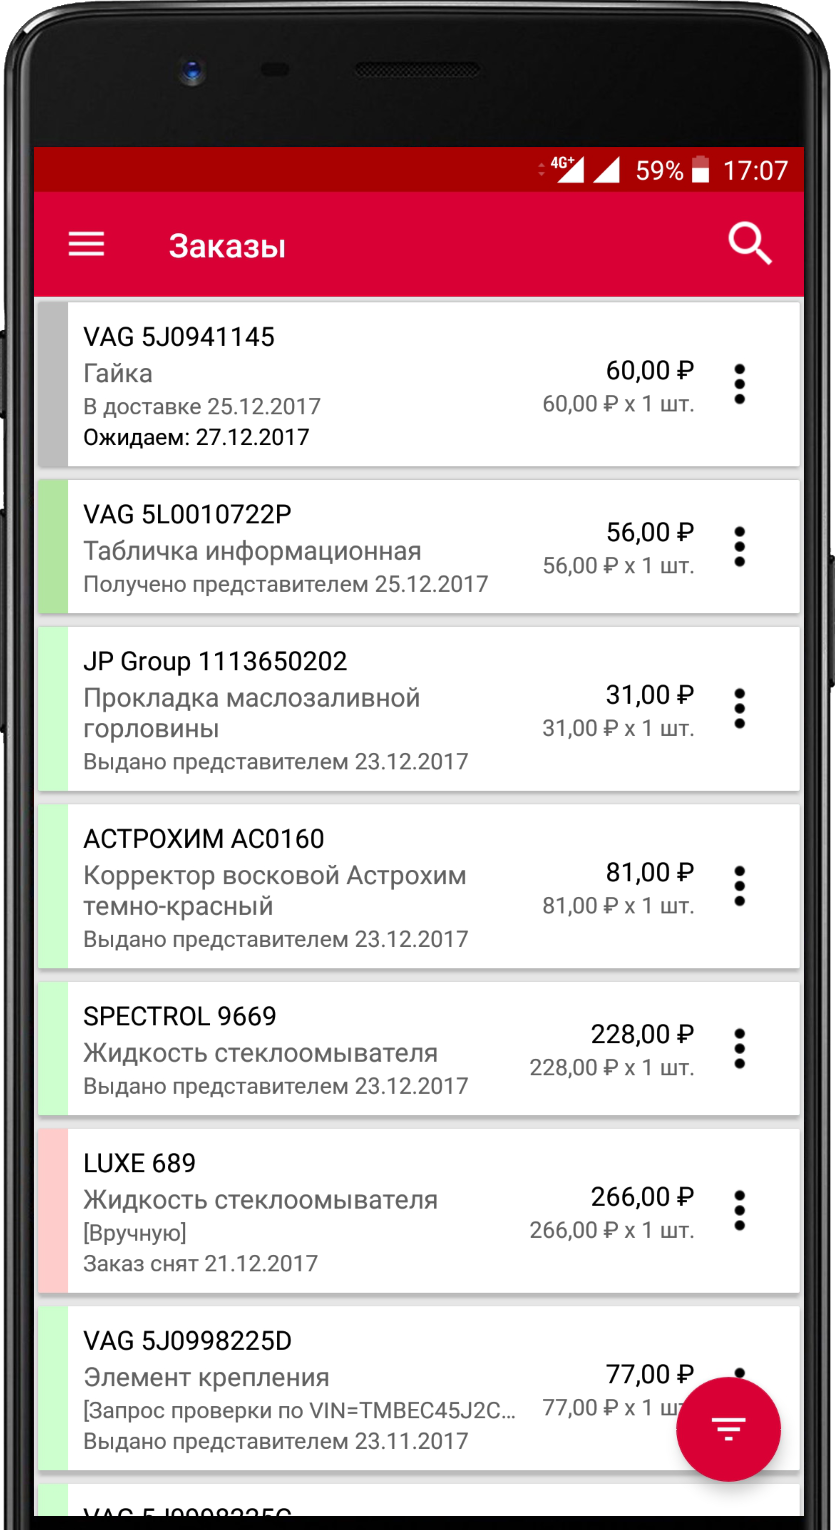 4G+ 59% 17:07
Заказы
VAG 5J0941145
Гайка
В доставке 25.12.2017
Ожидаем: 27.12.2017
60,00 ₽
60,00 ₽ x 1 шт.
VAG 5L0010722P
Табличка информационная
Получено представителем 25.12.2017
56,00 ₽
56,00 ₽ x 1 шт.
JP Group 1113650202
Прокладка маслозаливной
горловины
Выдано представителем 23.12.2017
31,00 ₽
31,00 ₽ x 1 шт.
АСТРОХИМ AC0160
Корректор восковой Астрохим
темно-красный
Выдано представителем 23.12.2017
81,00 ₽
81,00 ₽ x 1 шт.
SPECTROL 9669
Жидкость стеклоомывателя
Выдано представителем 23.12.2017
228,00 ₽
228,00 ₽ x 1 шт.
LUXE 689
Жидкость стеклоомывателя
[Вручную]
Заказ снят 21.12.2017
266,00 ₽
266,00 ₽ x 1 шт.
VAG 5J0998225D
Элемент крепления
[Запрос проверки по VIN=TMBEC45J2C...
Выдано представителем 23.11.2017
77,00 ₽
77,00 ₽ x 1
VAG